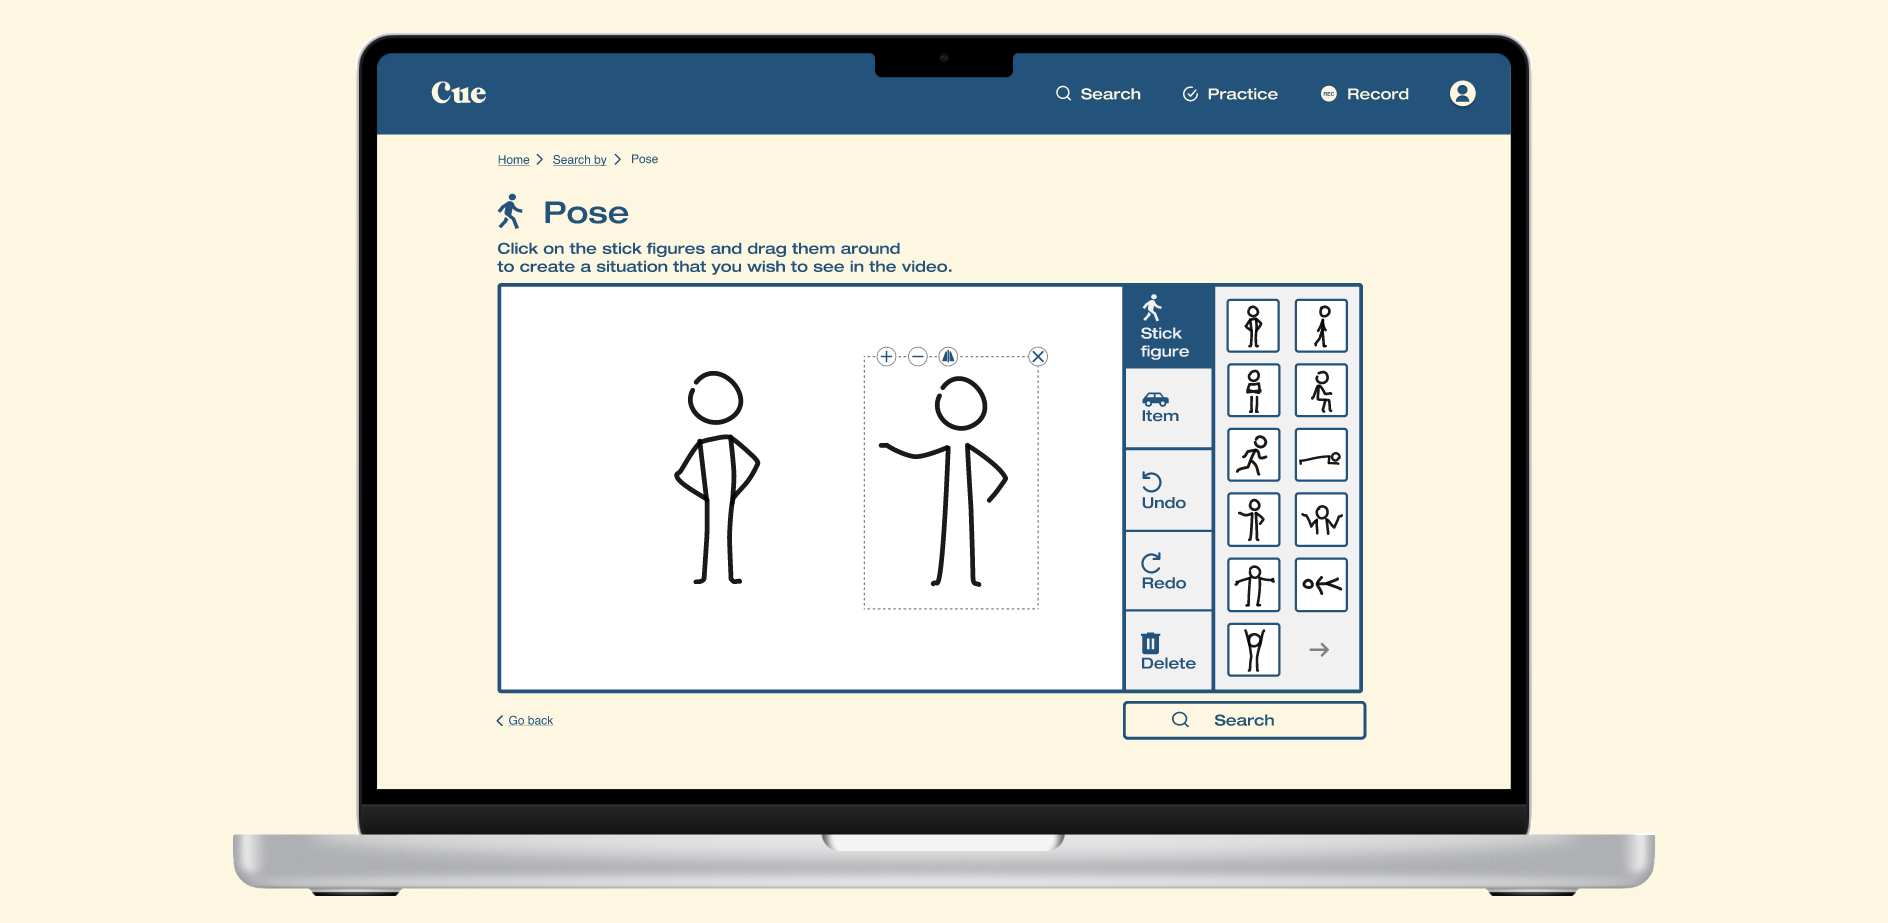 Cue
Search
Practice
REC
Record
Home
Search by
Pose
Pose
Click on the stick figures and drag them around
to create a situation that you wish to see in the video.
Stick
figure
Item
Undo
Redo
Delete
Go back
Search